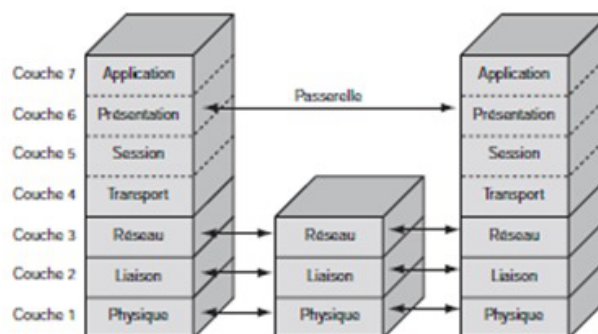 Couche 7 Application Application
Passerelle
Couche 6 Présentation Présentation
Couche 5 Session Session
Couche 4 Transport Transport
Couche 3 Réseau Réseau Réseau
Couche 2 Liaison Liaison Liaison
Couche 1 Physique Physique Physique